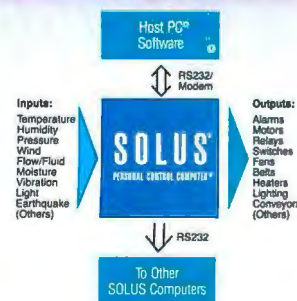 Host PC
Software
RS232/
Modem
Inputs:
Temperature
Humidity
Pressure
Wind
Flow/Fluid
Moisture
Vibration
Light
Earthquake
(Others)
SOLUS
PERSONAL CONTROL COMPUTER
Outputs:
Alarms
Motors
Relays
Switches
Fans
Belts
Heaters
Lighting
Conveyors
(Others)
RS232
To Other
SOLUS Computers